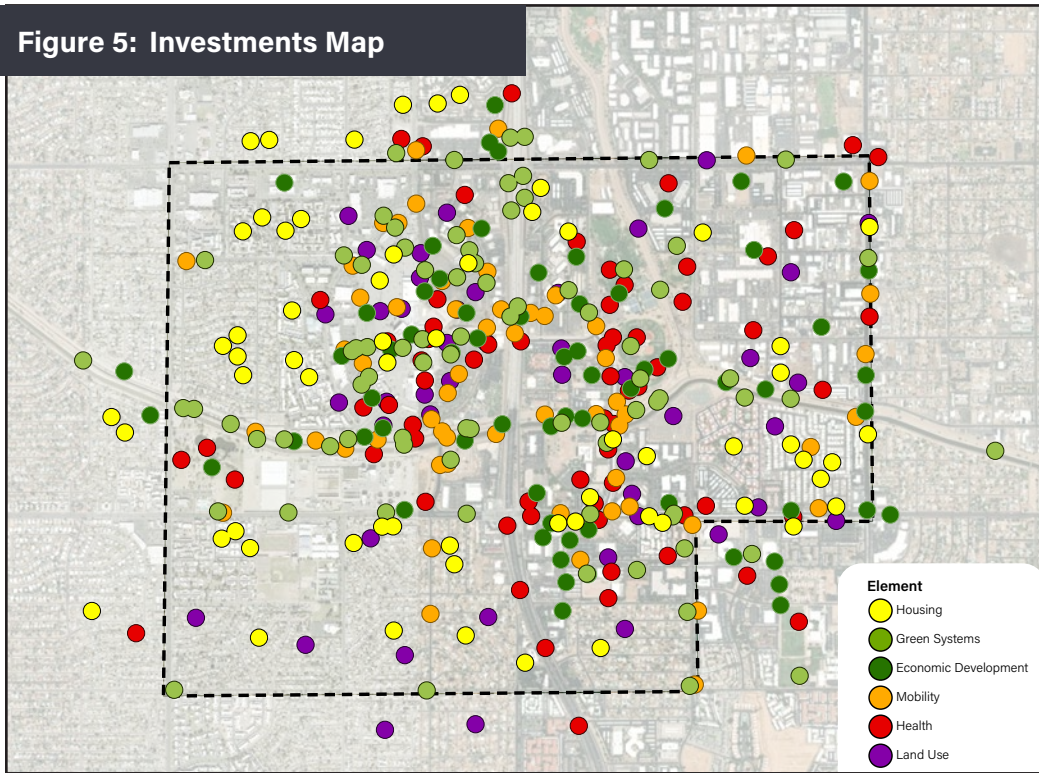 Figure 5: Investments Map
Element
Housing
Green Systems
Economic Development
Mobility
Health
Land Use